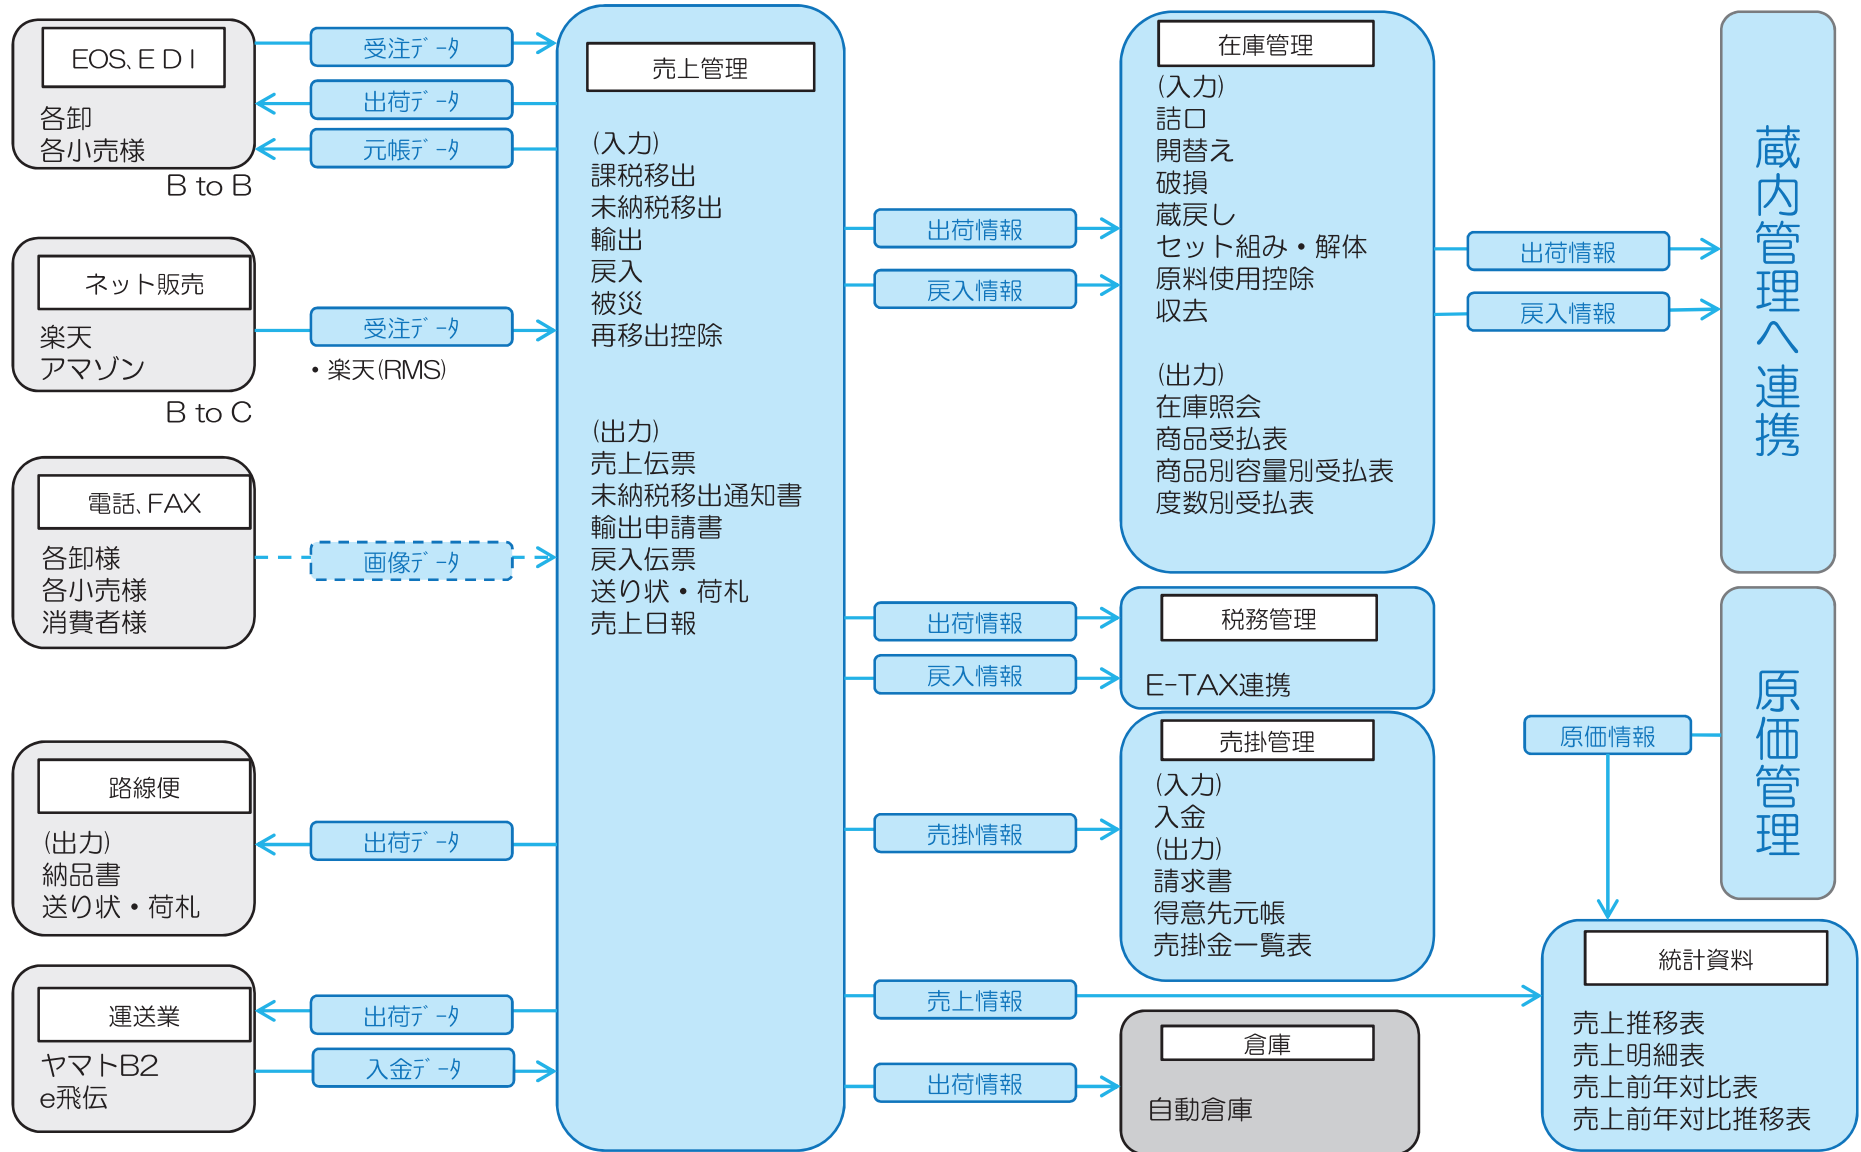 EOS、EDI
各卸
各小売様
B to B
受注ﾃﾞｰﾀ
出荷ﾃﾞｰﾀ
元帳ﾃﾞｰﾀ
ネット販売
楽天
アマゾン
B to C
受注ﾃﾞｰﾀ
・楽天(RMS)
電話、FAX
各卸様
各小売様
消費者様
画像ﾃﾞｰﾀ
路線便
(出力)
納品書
送り状・荷札
出荷ﾃﾞｰﾀ
運送業
ヤマトB2
e飛伝
出荷ﾃﾞｰﾀ
入金ﾃﾞｰﾀ
売上管理
(入力)
課税移出
未納税移出
輸出
戻入
被災
再移出控除
(出力)
売上伝票
未納税移出通知書
輸出申請書
戻入伝票
送り状・荷札
売上日報
出荷情報
戻入情報
出荷情報
戻入情報
売掛情報
売上情報
出荷情報
在庫管理
(入力)
詰口
開替え
破損
蔵戻し
セット組み・解体
原料使用控除
収去
(出力)
在庫照会
商品受払表
商品別容量別受払表
度数別受払表
税務管理
E-TAX連携
売掛管理
(入力)
入金
(出力)
請求書
得意先元帳
売掛金一覧表
倉庫
自動倉庫
出荷情報
戻入情報
蔵内管理へ連携
原価情報
原価管理
統計資料
売上推移表
売上明細表
売上前年対比表
売上前年対比推移表